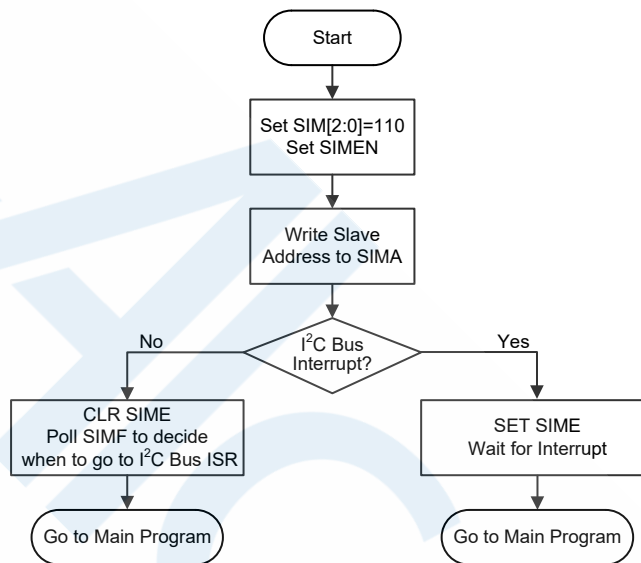 Start
Set SIM[2:0]=110
Set SIMEN
Write Slave
Address to SIMA
I²C Bus
Interrupt?
No
Yes
CLR SIME
Poll SIMF to decide
when to go to I²C Bus ISR
SET SIME
Wait for Interrupt
Go to Main Program
Go to Main Program